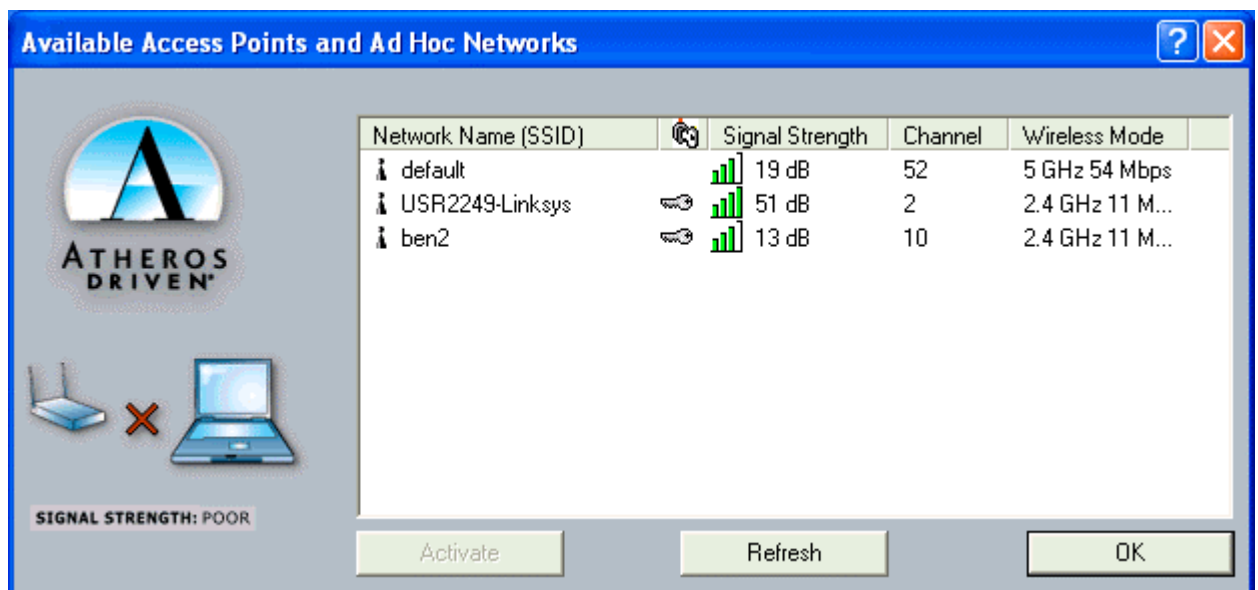 Available Access Points and Ad Hoc Networks
Network Name (SSID) Signal Strength Channel Wireless Mode
default 19 dB 52 5 GHz 54 Mbps
USR2249-Linksys 51 dB 2 2.4 GHz 11 M...
ben2 13 dB 10 2.4 GHz 11 M...
ATHEROS
DRIVEN
SIGNAL STRENGTH: POOR
Activate Refresh OK